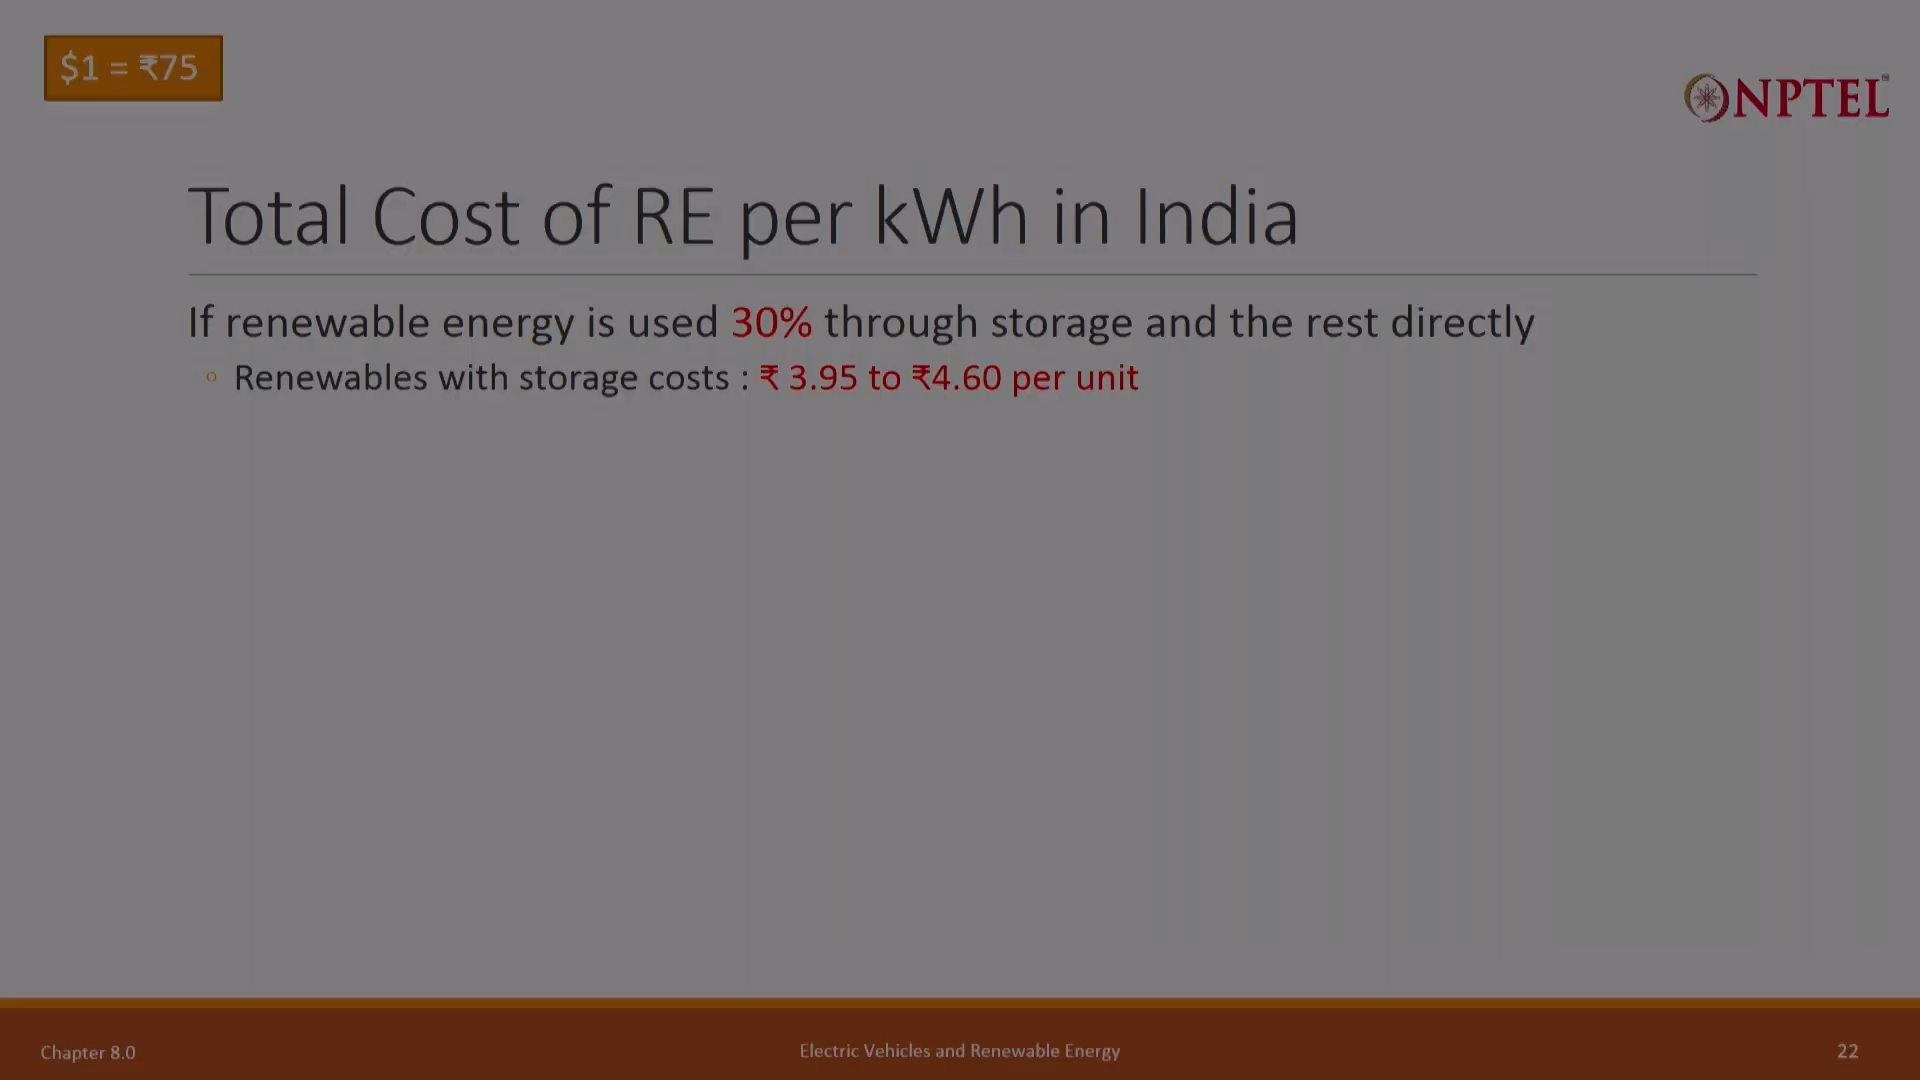 $1 = ₹75
NPTEL
Total Cost of RE per kWh in India
If renewable energy is used 30% through storage and the rest directly
○ Renewables with storage costs : ₹ 3.95 to ₹4.60 per unit
Chapter 8.0
Electric Vehicles and Renewable Energy
22